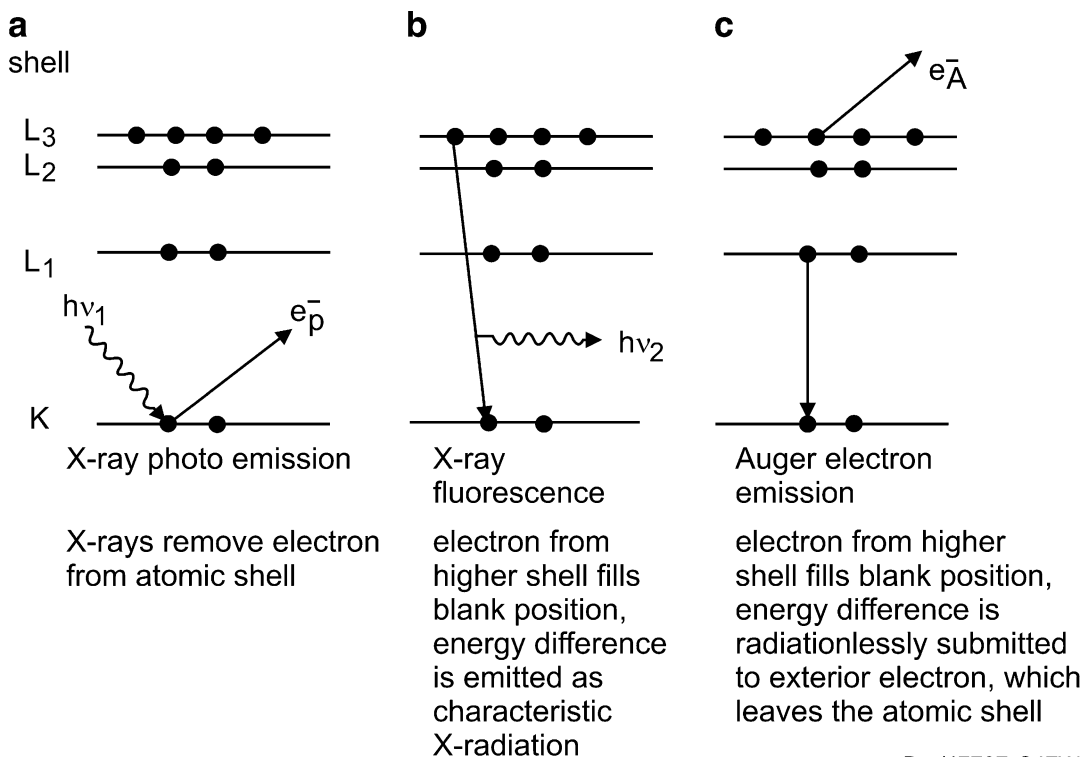 a
shell
L3
L2
L1
hν1
e-p
K
X-ray photo emission
X-rays remove electron
from atomic shell
b
hν2
X-ray
fluorescence
electron from
higher shell fills
blank position,
energy difference
is emitted as
characteristic
X-radiation
c
e-A
Auger electron
emission
electron from higher
shell fills blank position,
energy difference is
radiationlessly submitted
to exterior electron, which
leaves the atomic shell